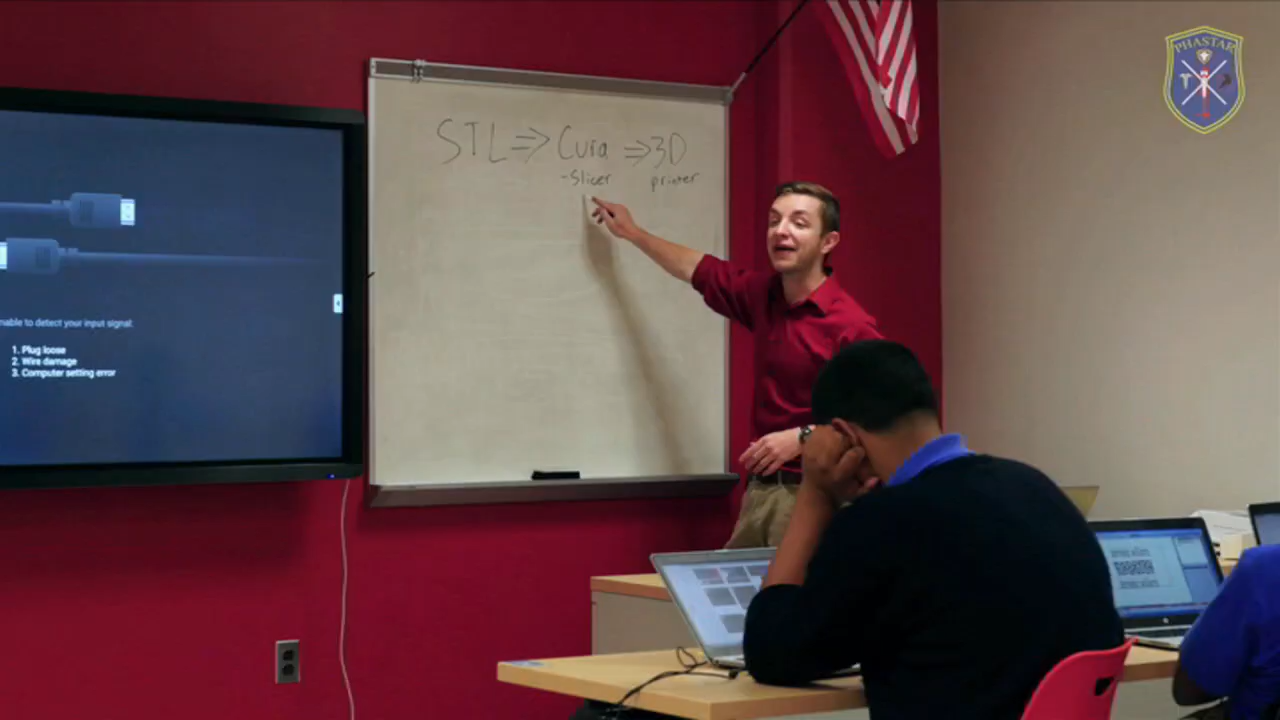 STL ⇒ Cura ⇒ 3D
-Slicer printer
nable to detect your input signal:
1. Plug loose
2. Wire damage
3. Computer setting error
PHASTAR